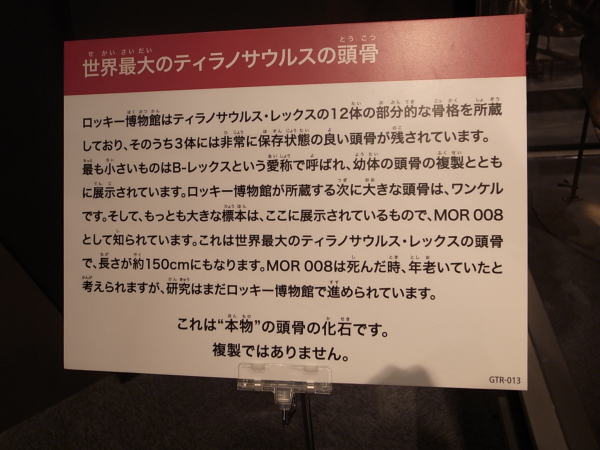 世界最大のティラノサウルスの頭骨
ロッキー博物館はティラノサウルス・レックスの12体の部分的な骨格を所蔵
しており、そのうち3体には非常に保存状態の良い頭骨が残されています。
最も小さいものはB-レックスという愛称で呼ばれ、幼体の頭骨の複製ととも
に展示されています。ロッキー博物館が所蔵する次に大きな頭骨は、ワンケル
です。そして、もっとも大きな標本は、ここに展示されているもので、MOR 008
として知られています。これは世界最大のティラノサウルス・レックスの頭骨
で、長さが約150cmにもなります。MOR 008は死んだ時、年老いていたと
考えられますが、研究はまだロッキー博物館で進められています。
これは“本物”の頭骨の化石です。
複製ではありません。
GTR-013